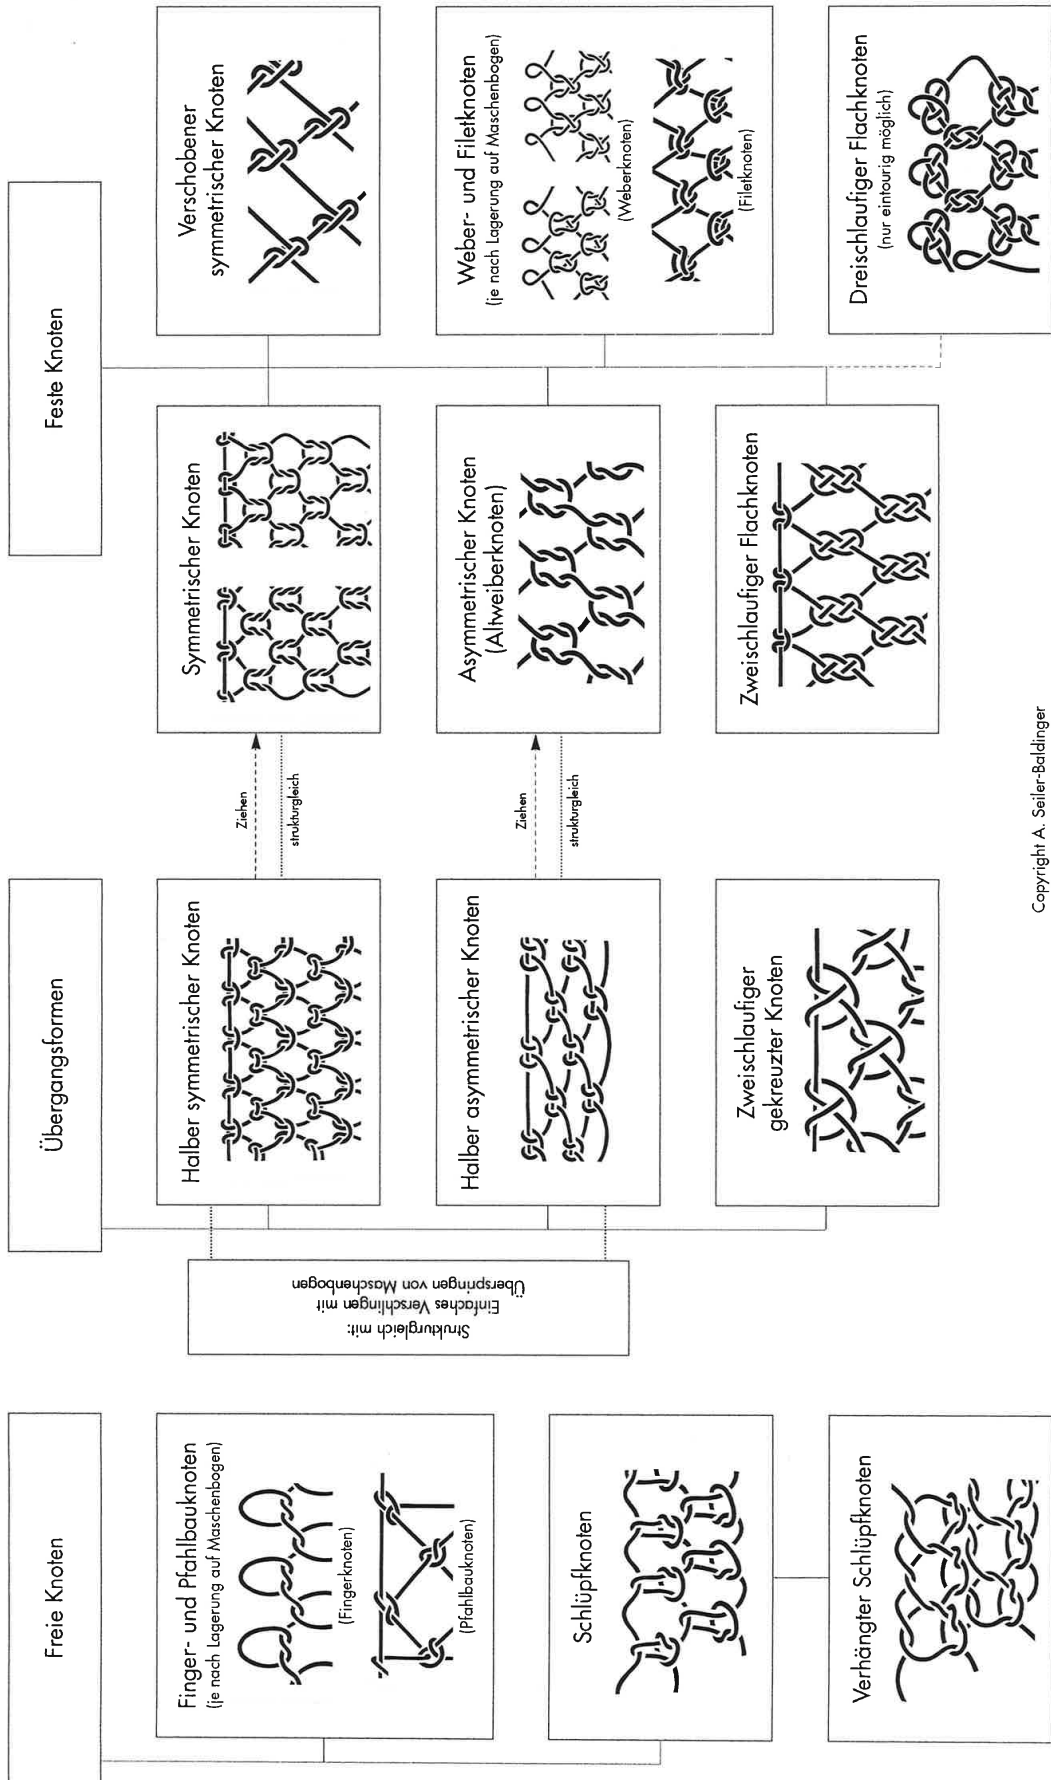 Freie Knoten
Übergangsformen
Feste Knoten
Finger- und Pfahlbauknoten
(je nach Lagerung auf Maschenbogen)
(Fingerknoten)
(Pfahlbauknoten)
Strukturgleich mit:
Einfaches Verschlingen mit
Überspringen von Maschenbogen
Halber symmetrischer Knoten
Ziehen
strukturgleich
Symmetrischer Knoten
Verschobener
symmetrischer Knoten
Schlüpfknoten
Halber asymmetrischer Knoten
Ziehen
strukturgleich
Asymmetrischer Knoten
(Altweiberknoten)
Weber- und Filetknoten
(je nach Lagerung auf Maschenbogen)
(Weberknoten)
(Filetknoten)
Verhängter Schlüpfknoten
Zweischlaufiger
gekreuzter Knoten
Zweischlaufiger Flachknoten
Dreischlaufiger Flachknoten
(nur eintourig möglich)
Copyright A. Seiler-Baldinger